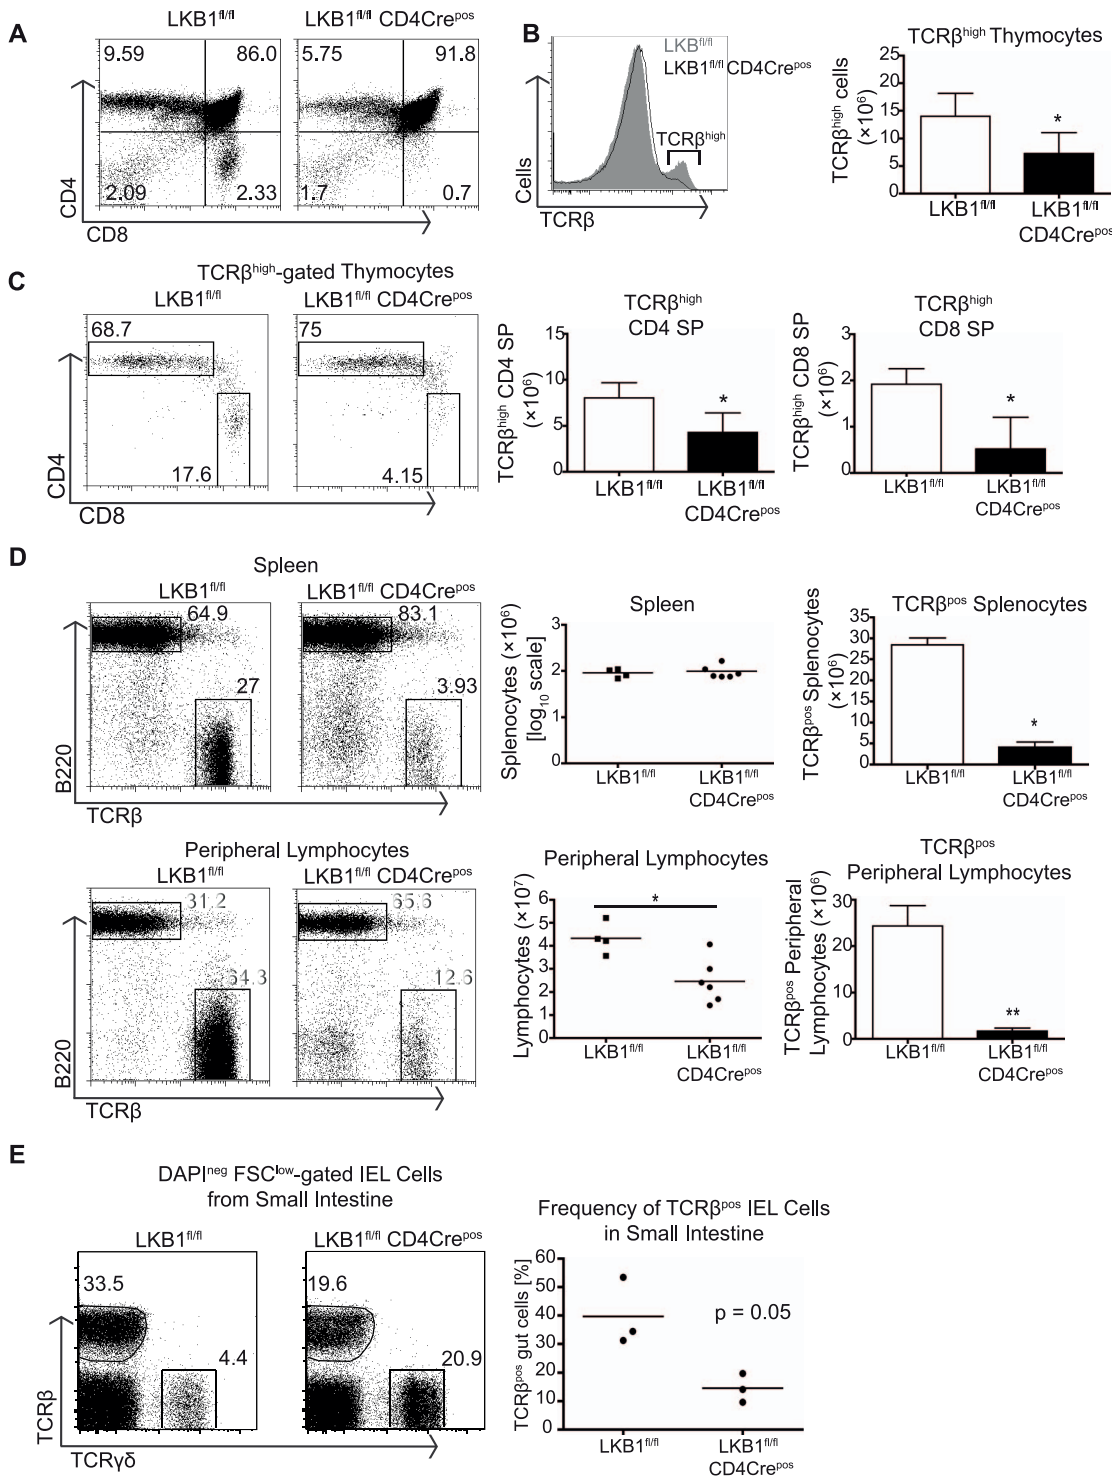 A
LKB1fl/fl
LKB1fl/fl CD4Crepos
9.59
86.0
2.09
2.33
5.75
91.8
1.7
0.7
CD4
CD8
B
LKBfl/fl
LKB1fl/fl CD4Crepos
TCRβhigh
Cells
TCRβ
TCRβhigh Thymocytes
TCRβhigh cells
(×10⁶)
25
20
15
10
5
0
*
LKB1fl/fl
LKB1fl/fl
CD4Crepos
C
TCRβhigh-gated Thymocytes
LKB1fl/fl
LKB1fl/fl CD4Crepos
68.7
17.6
75
4.15
CD4
CD8
TCRβhigh
CD4 SP
TCRβhigh CD4 SP
(×10⁶)
15
10
5
0
*
LKB1fl/fl
LKB1fl/fl
CD4Crepos
TCRβhigh
CD8 SP
TCRβhigh CD8 SP
(×10⁶)
3
2
1
0
*
LKB1fl/fl
LKB1fl/fl
CD4Crepos
D
Spleen
LKB1fl/fl
LKB1fl/fl CD4Crepos
64.9
27
83.1
3.93
B220
TCRβ
Spleen
Splenocytes (×10⁶)
[log₁₀ scale]
3
2
1
0
LKB1fl/fl
LKB1fl/fl
CD4Crepos
TCRβpos Splenocytes
TCRβpos Splenocytes
(×10⁶)
35
30
25
20
15
10
5
0
*
LKB1fl/fl
LKB1fl/fl
CD4Crepos
Peripheral Lymphocytes
LKB1fl/fl
LKB1fl/fl CD4Crepos
31.2
12.6
B220
TCRβ
Peripheral Lymphocytes
Lymphocytes (×10⁷)
6
5
4
3
2
1
0
*
LKB1fl/fl
LKB1fl/fl
CD4Crepos
TCRβpos
Peripheral Lymphocytes
TCRβpos Peripheral
Lymphocytes (×10⁶)
30
20
10
0
**
LKB1fl/fl
LKB1fl/fl
CD4Crepos
E
DAPIneg FSClow-gated IEL Cells
from Small Intestine
LKB1fl/fl
LKB1fl/fl CD4Crepos
33.5
4.4
19.6
20.9
TCRβ
TCRγδ
Frequency of TCRβpos IEL Cells
in Small Intestine
TCRβpos gut cells [%]
60
50
40
30
20
10
0
p = 0.05
LKB1fl/fl
LKB1fl/fl
CD4Crepos